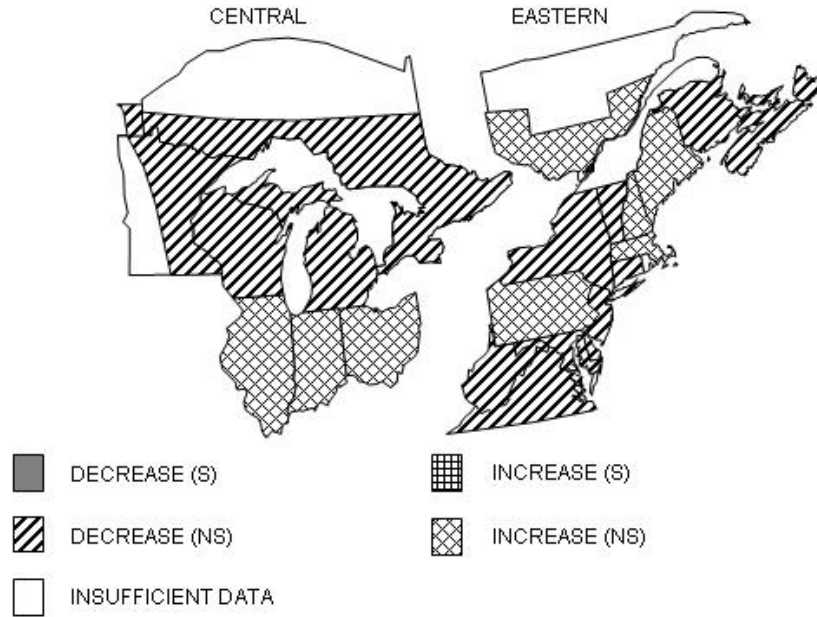 CENTRAL
EASTERN
DECREASE (S)
INCREASE (S)
DECREASE (NS)
INCREASE (NS)
INSUFFICIENT DATA